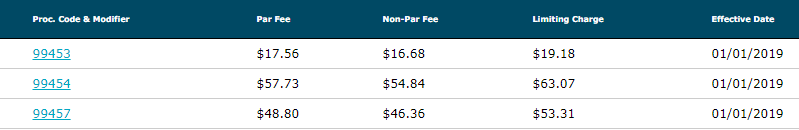 Proc. Code & Modifier Par Fee Non-Par Fee Limiting Charge Effective Date
99453 $17.56 $16.68 $19.18 01/01/2019
99454 $57.73 $54.84 $63.07 01/01/2019
99457 $48.80 $46.36 $53.31 01/01/2019